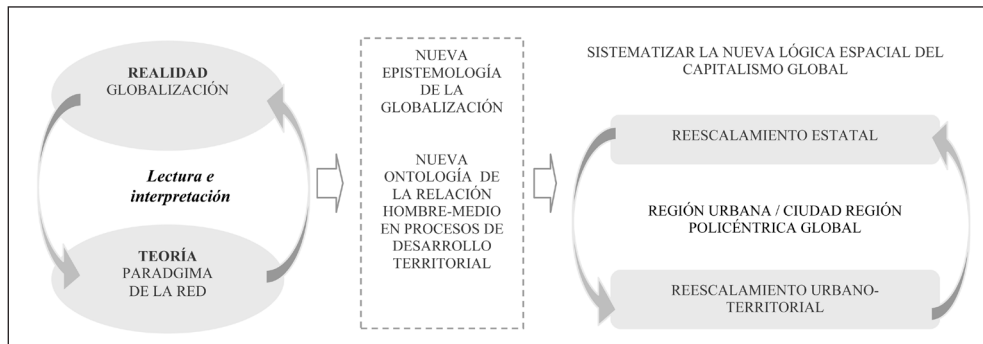 REALIDAD
GLOBALIZACIÓN
Lectura e
interpretación
TEORÍA
PARADGIMA
DE LA RED
NUEVA
EPISTEMOLOGÍA
DE LA
GLOBALIZACIÓN
NUEVA
ONTOLOGÍA DE
LA RELACIÓN
HOMBRE-MEDIO
EN PROCESOS DE
DESARROLLO
TERRITORIAL
SISTEMATIZAR LA NUEVA LÓGICA ESPACIAL DEL
CAPITALISMO GLOBAL
REESCALAMIENTO ESTATAL
REGIÓN URBANA / CIUDAD REGIÓN
POLICÉNTRICA GLOBAL
REESCALAMIENTO URBANO-
TERRITORIAL